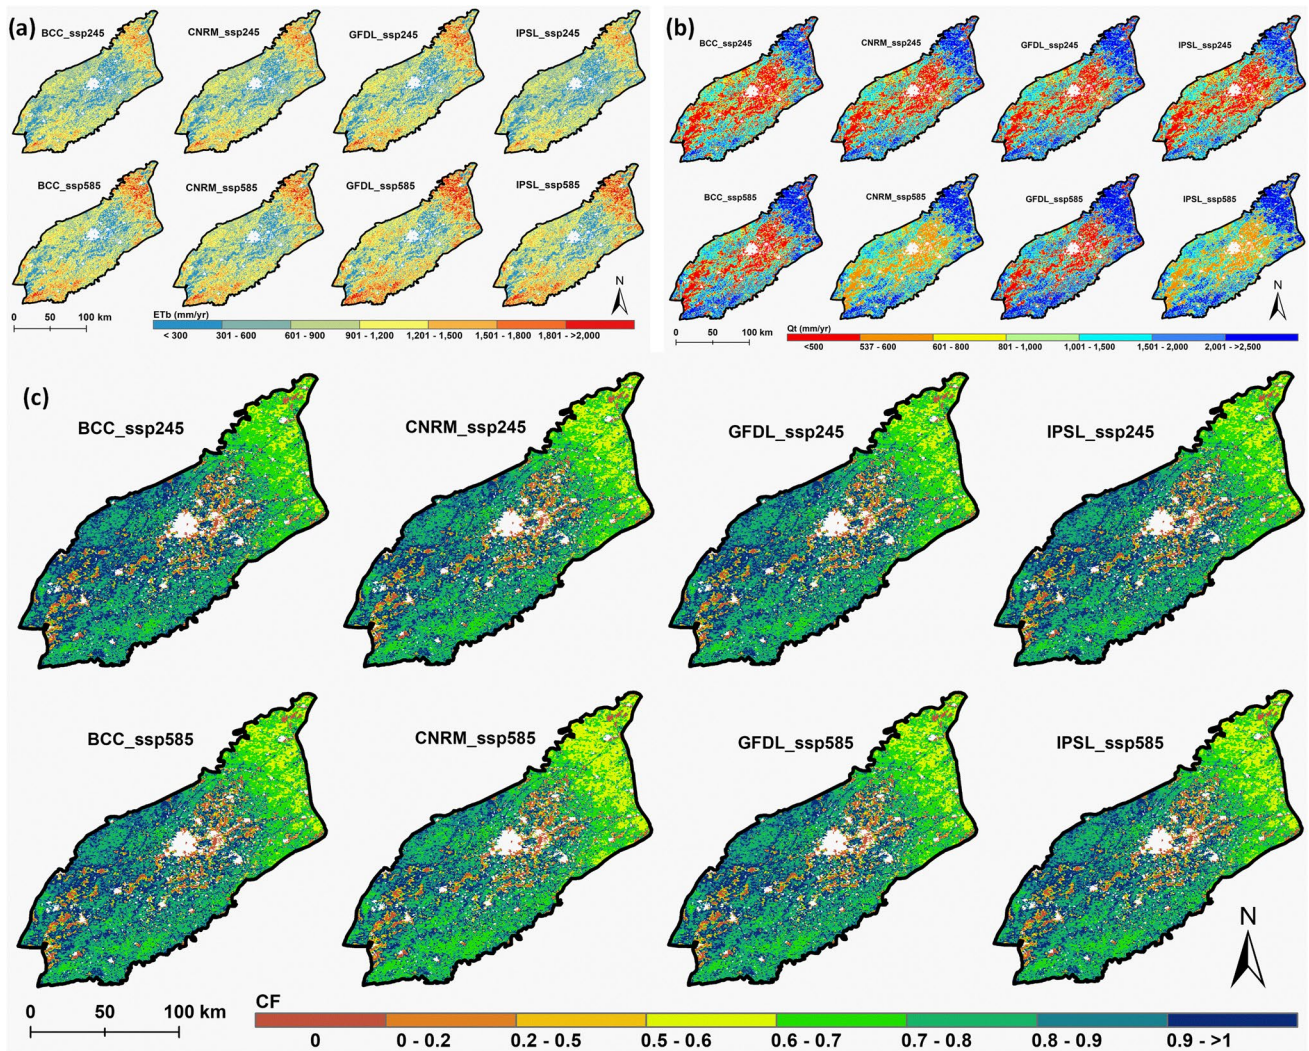 (a)
BCC_ssp245
CNRM_ssp245
GFDL_ssp245
IPSL_ssp245
BCC_ssp585
CNRM_ssp585
GFDL_ssp585
IPSL_ssp585
N
0 50 100 km
ETb (mm/yr)
< 300 301 - 600 601 - 900 901 - 1,200 1,201 - 1,500 1,501 - 1,800 1,801 - >2,000
(b)
BCC_ssp245
CNRM_ssp245
GFDL_ssp245
IPSL_ssp245
BCC_ssp585
CNRM_ssp585
GFDL_ssp585
IPSL_ssp585
N
0 50 100 km
Qt (mm/yr)
<500 537 - 600 601 - 800 801 - 1,000 1,001 - 1,500 1,501 - 2,000 2,001 - >2,500
(c)
BCC_ssp245
CNRM_ssp245
GFDL_ssp245
IPSL_ssp245
BCC_ssp585
CNRM_ssp585
GFDL_ssp585
IPSL_ssp585
N
0 50 100 km
CF
0 0 - 0.2 0.2 - 0.5 0.5 - 0.6 0.6 - 0.7 0.7 - 0.8 0.8 - 0.9 0.9 - >1